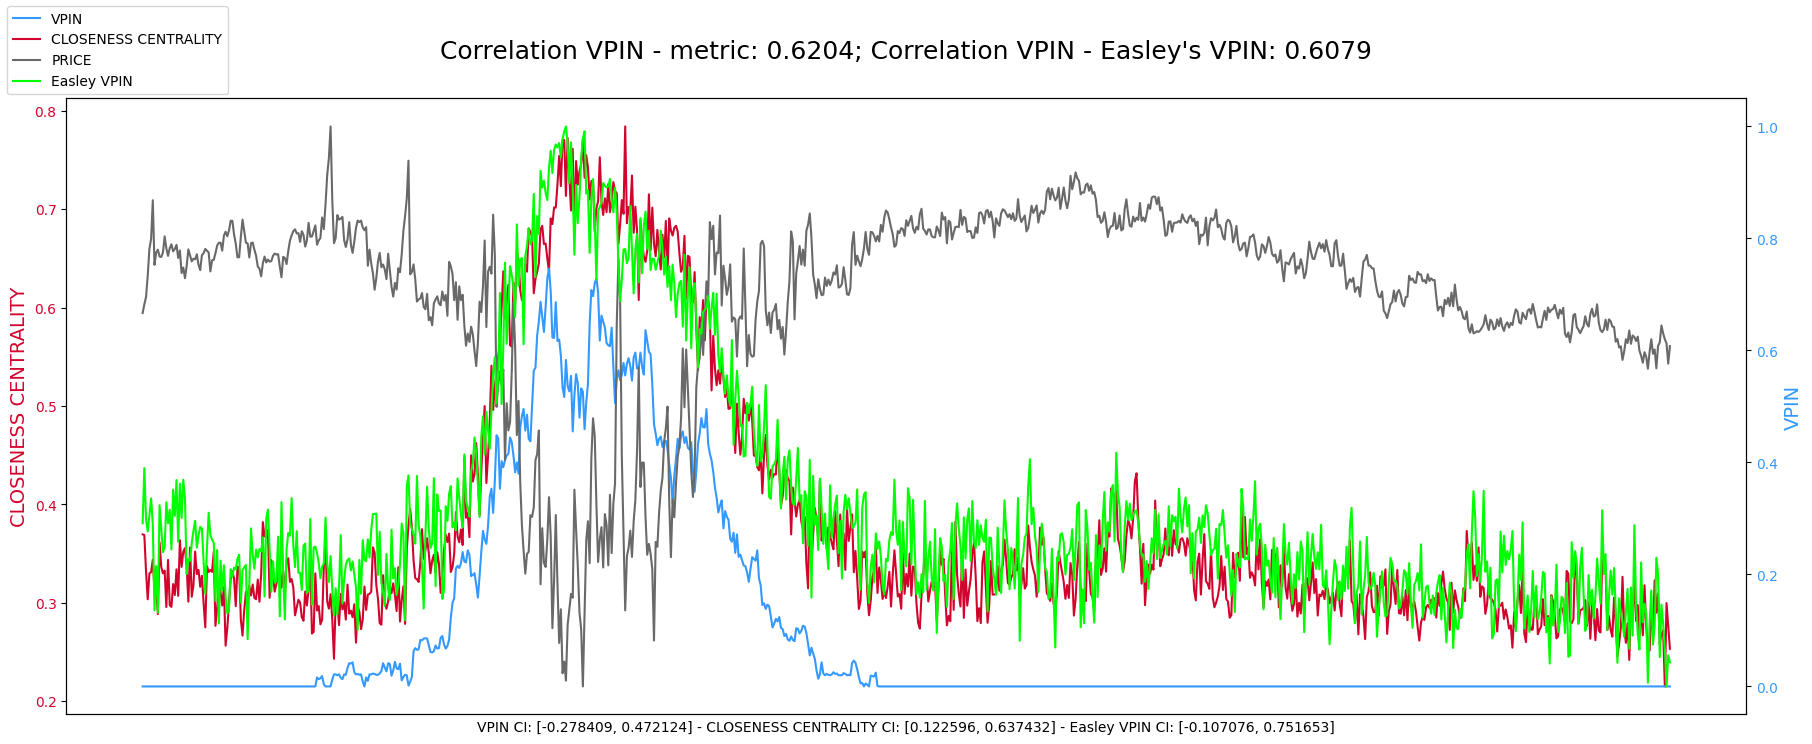 VPIN
CLOSENESS CENTRALITY
PRICE
Easley VPIN
Correlation VPIN - metric: 0.6204; Correlation VPIN - Easley's VPIN: 0.6079
0.8
0.7
0.6
0.5
0.4
0.3
0.2
CLOSENESS CENTRALITY
1.0
0.8
0.6
0.4
0.2
0.0
VPIN
VPIN CI: [-0.278409, 0.472124] - CLOSENESS CENTRALITY CI: [0.122596, 0.637432] - Easley VPIN CI: [-0.107076, 0.751653]